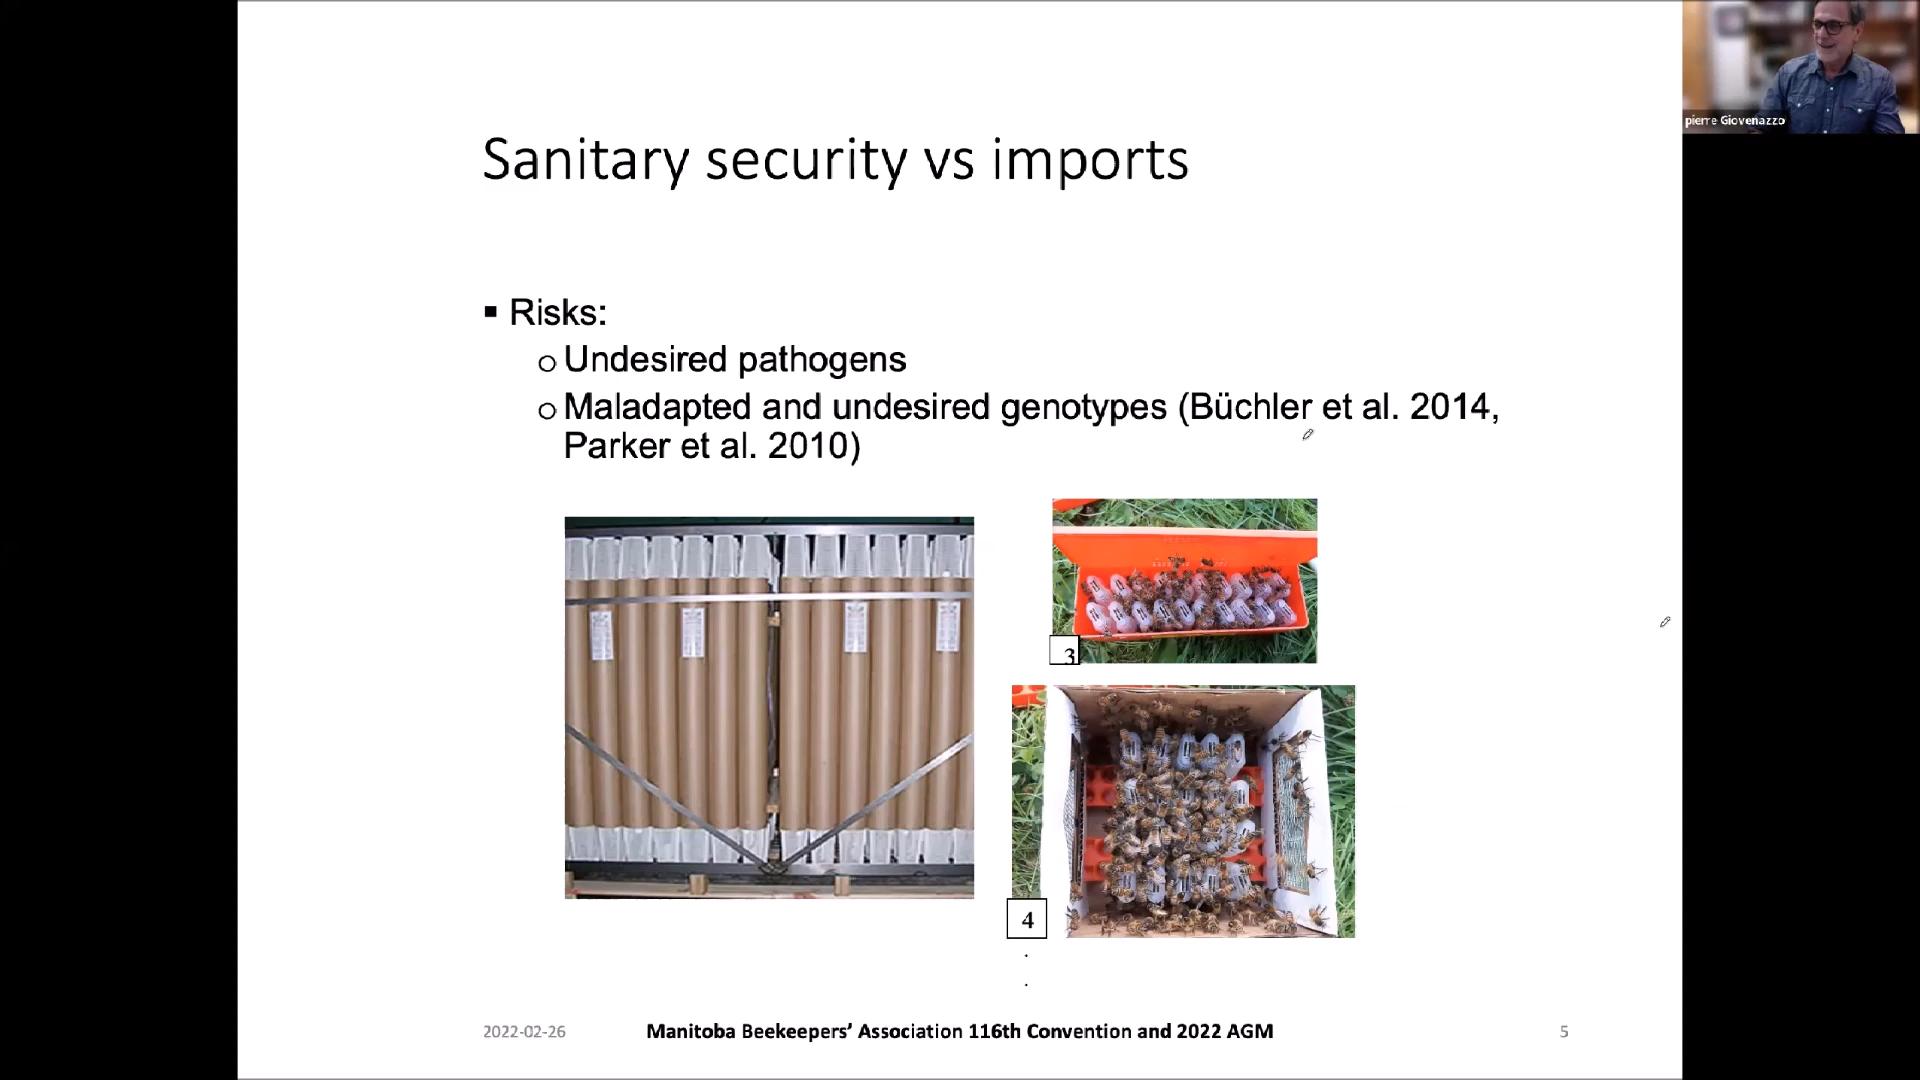 pierre Giovenazzo
Sanitary security vs imports
▪ Risks:
o Undesired pathogens
o Maladapted and undesired genotypes (Büchler et al. 2014,
Parker et al. 2010)
3
4
.
.
2022-02-26
Manitoba Beekeepers’ Association 116th Convention and 2022 AGM
5